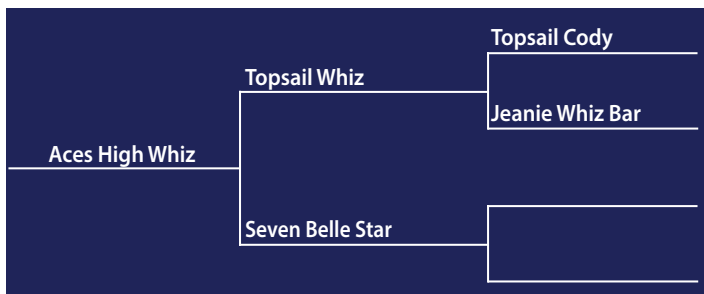 Topsail Cody
Topsail Whiz
Jeanie Whiz Bar
Aces High Whiz
Seven Belle Star